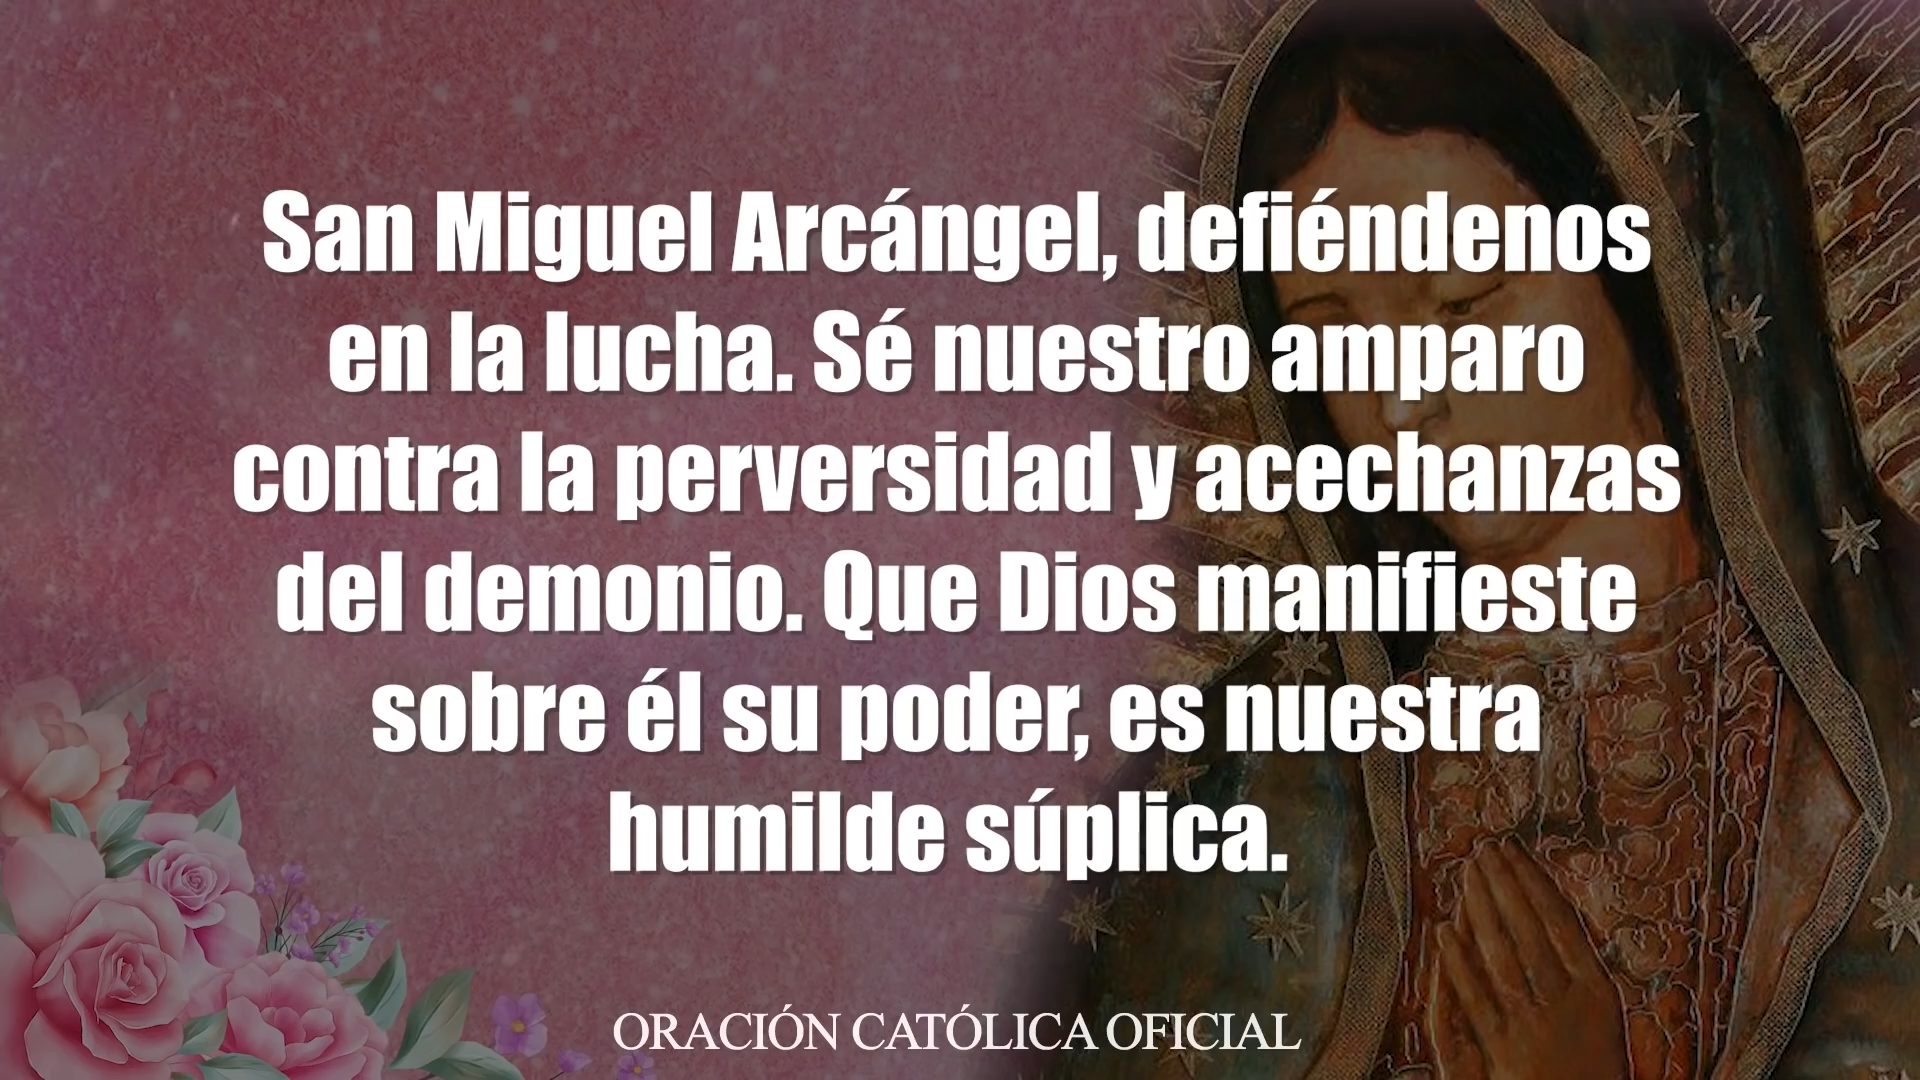 San Miguel Arcángel, defiéndenos
en la lucha. Sé nuestro amparo
contra la perversidad y acechanzas
del demonio. Que Dios manifieste
sobre él su poder, es nuestra
humilde súplica.
ORACIÓN CATÓLICA OFICIAL